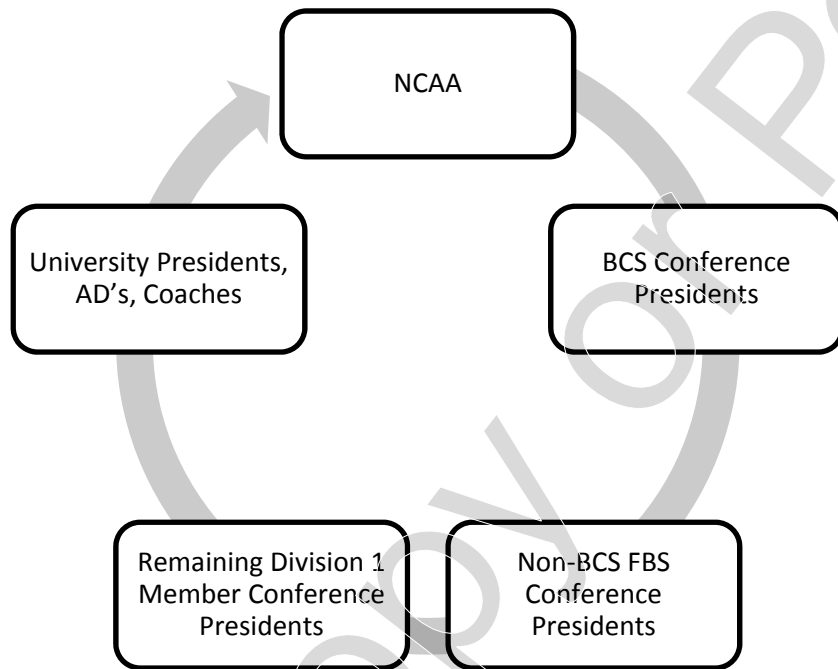 NCAA
BCS Conference
Presidents
Non-BCS FBS
Conference
Presidents
Remaining Division 1
Member Conference
Presidents
University Presidents,
AD’s, Coaches